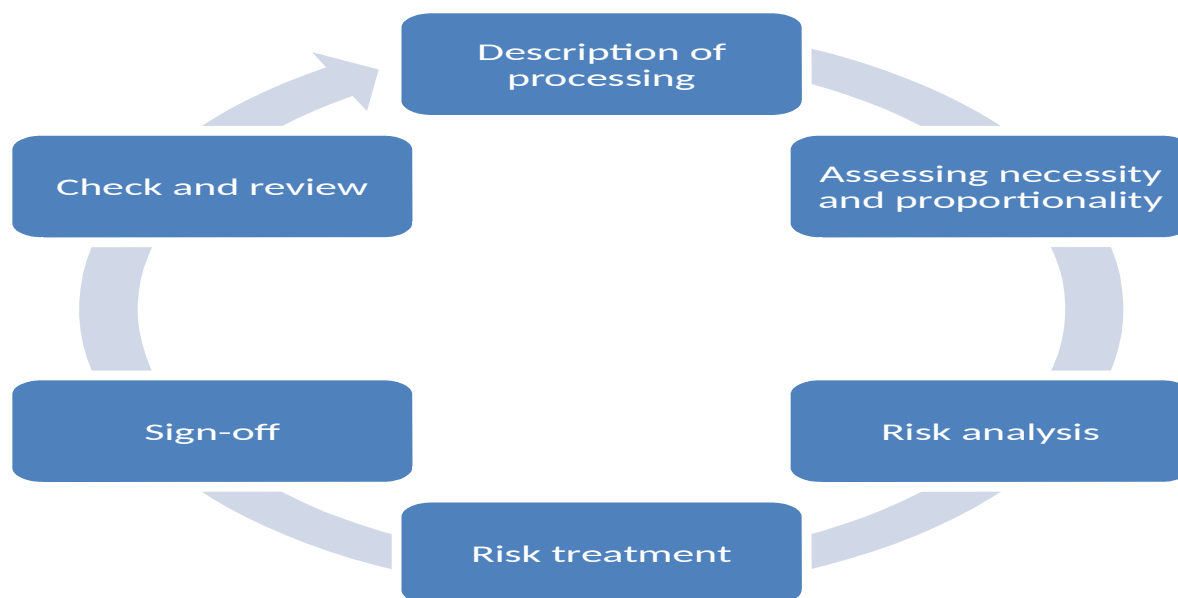 Description of
processing
Assessing necessity
and proportionality
Risk analysis
Risk treatment
Sign-off
Check and review